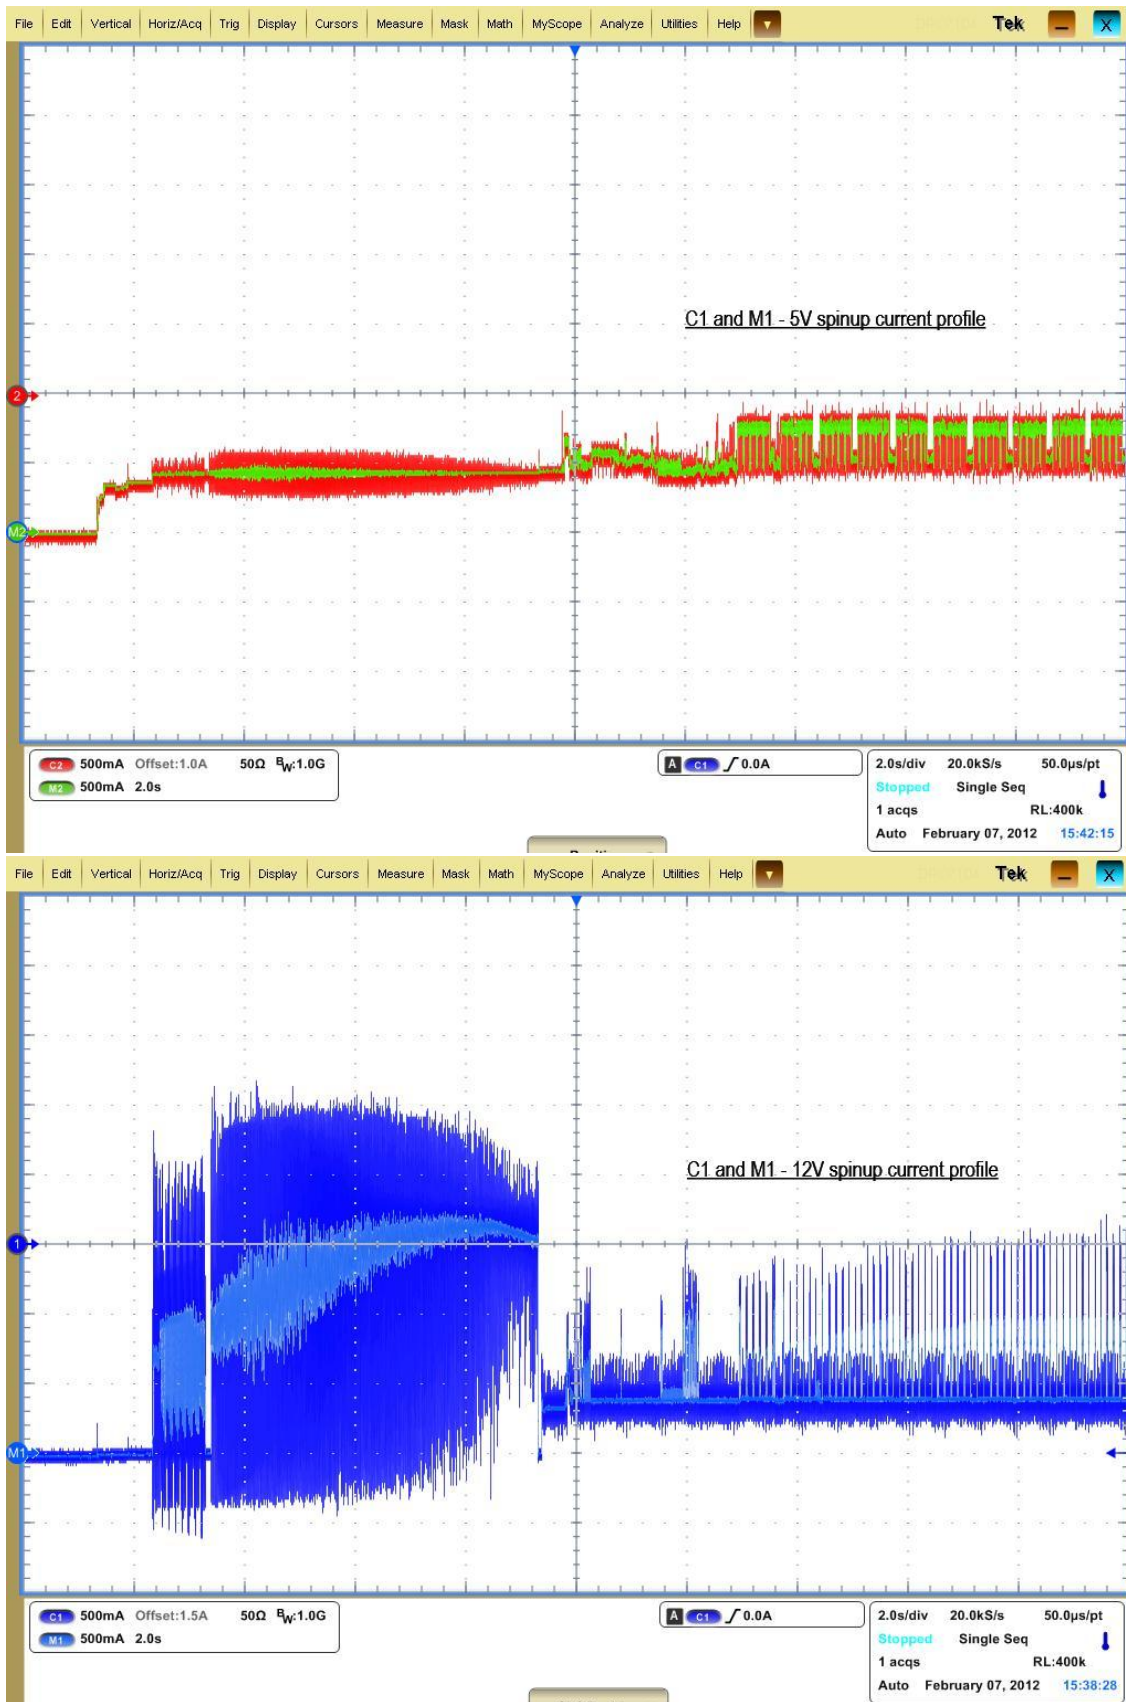 File Edit Vertical Horiz/Acq Trig Display Cursors Measure Mask Math MyScope Analyze Utilities Help Tek X
C1 and M1 - 5V spinup current profile
2
M2
C2 500mA Offset:1.0A 50Ω BW:1.0G
M2 500mA 2.0s
A C1 0.0A
2.0s/div 20.0kS/s 50.0µs/pt
Stopped Single Seq
1 acqs RL:400k
Auto February 07, 2012 15:42:15
File Edit Vertical Horiz/Acq Trig Display Cursors Measure Mask Math MyScope Analyze Utilities Help Tek X
C1 and M1 - 12V spinup current profile
1
M1
C1 500mA Offset:1.5A 50Ω BW:1.0G
M1 500mA 2.0s
A C1 0.0A
2.0s/div 20.0kS/s 50.0µs/pt
Stopped Single Seq
1 acqs RL:400k
Auto February 07, 2012 15:38:28